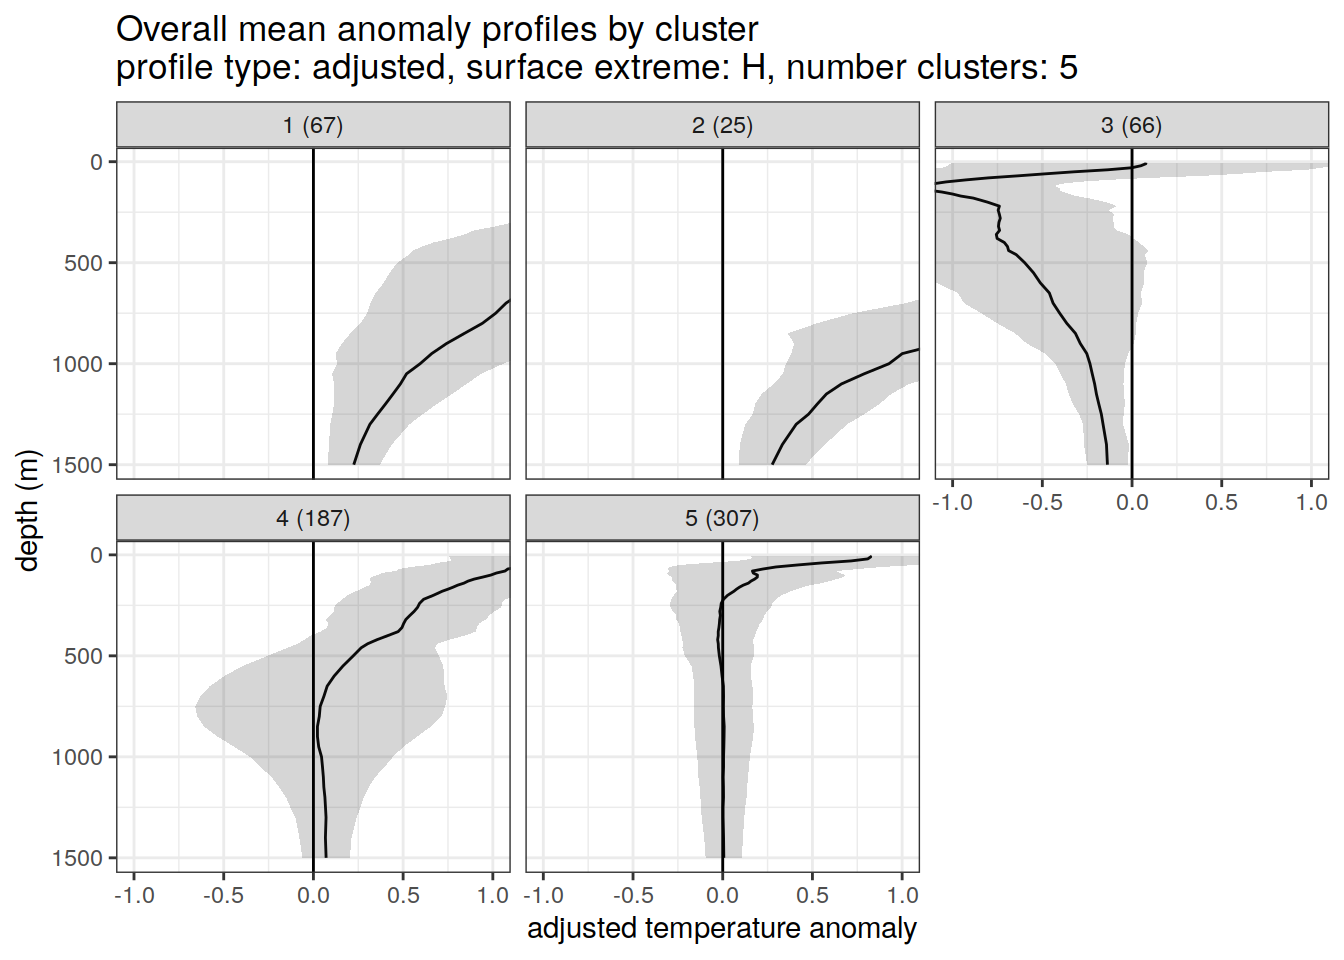 Overall mean anomaly profiles by cluster
profile type: adjusted, surface extreme: H, number clusters: 5
1 (67)
2 (25)
3 (66)
0
500
1000
1500
-1.0 -0.5 0.0 0.5 1.0
4 (187)
5 (307)
0
500
1000
1500
-1.0 -0.5 0.0 0.5 1.0
-1.0 -0.5 0.0 0.5 1.0
depth (m)
adjusted temperature anomaly